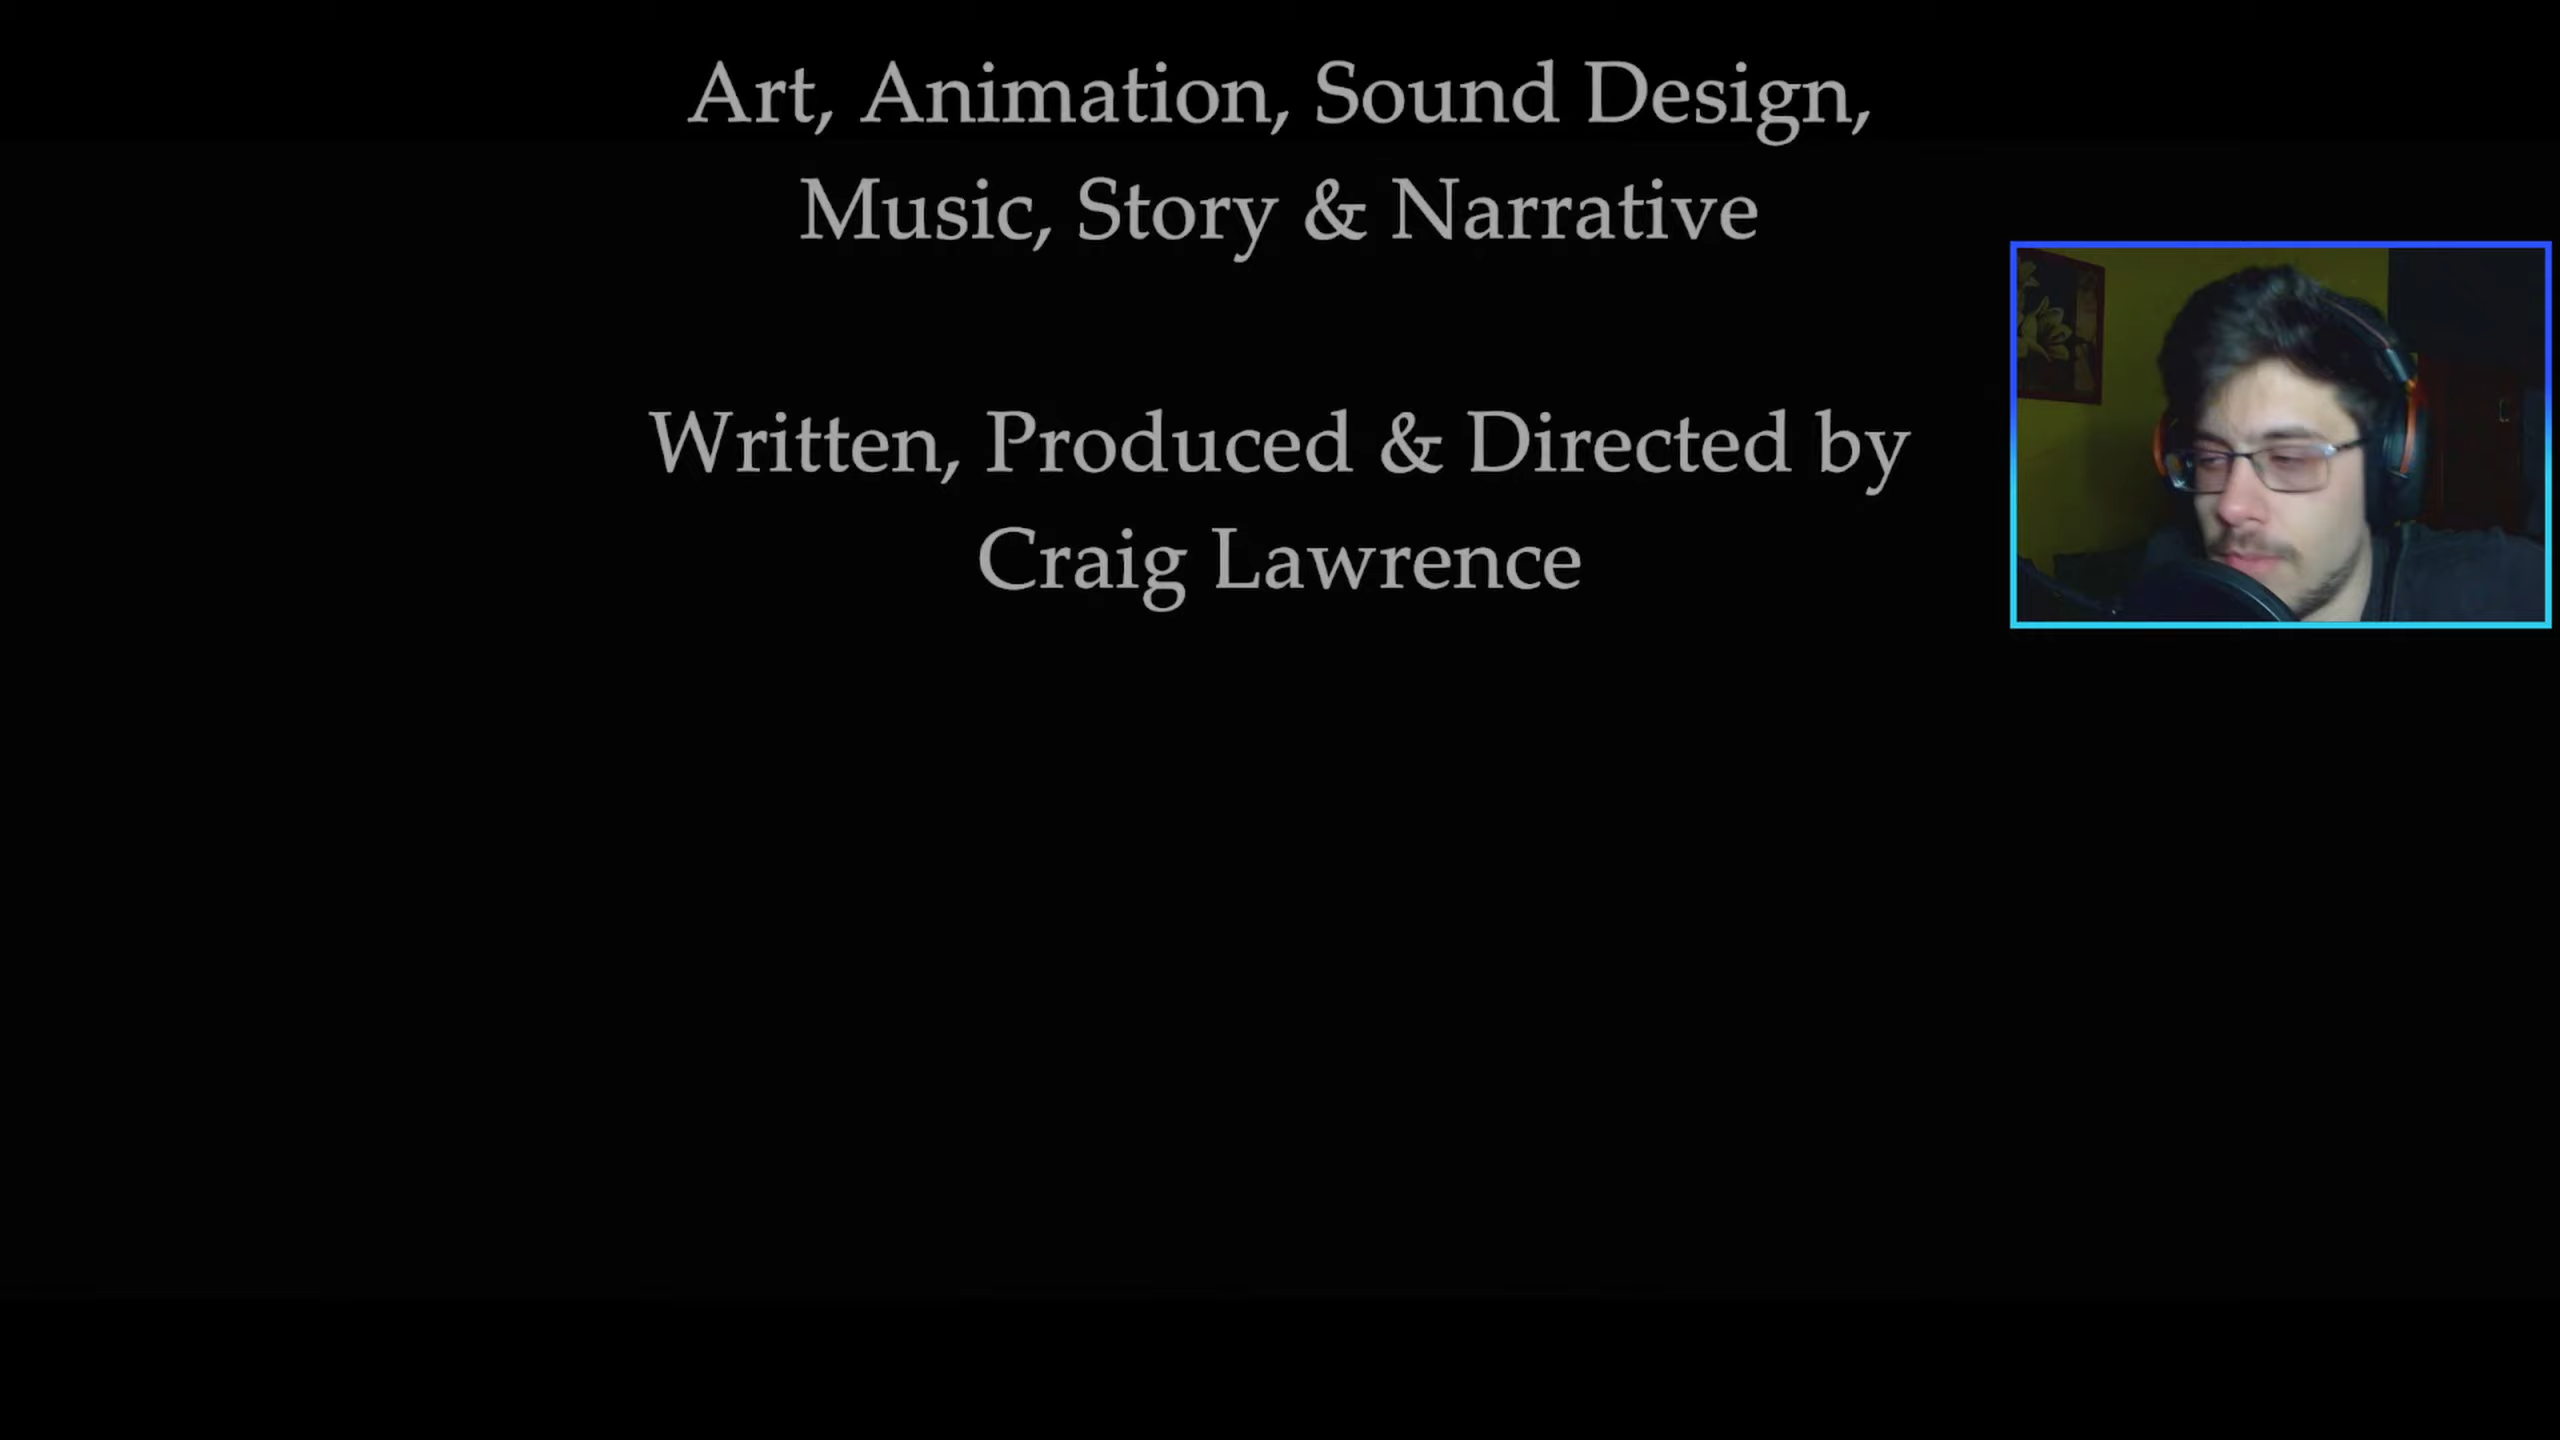 Art, Animation, Sound Design,
Music, Story & Narrative
Written, Produced & Directed by
Craig Lawrence